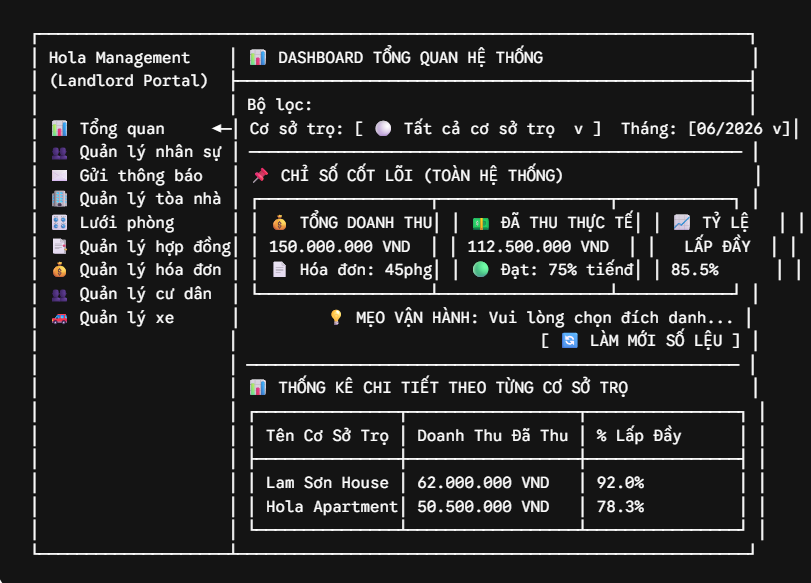 Hola Management
(Landlord Portal)
Tổng quan
Quản lý nhân sự
Gửi thông báo
Quản lý tòa nhà
Lưới phòng
Quản lý hợp đồng
Quản lý hóa đơn
Quản lý cư dân
Quản lý xe
DASHBOARD TỔNG QUAN HỆ THỐNG
Bộ lọc:
Cơ sở trọ: [ Tất cả cơ sở trọ v ] Tháng: [06/2026 v]
CHỈ SỐ CỐT LÕI (TOÀN HỆ THỐNG)
TỔNG DOANH THU
150.000.000 VND
Hóa đơn: 45phg
ĐÃ THU THỰC TẾ
112.500.000 VND
Đạt: 75% tiền
TỶ LỆ
LẤP ĐẦY
85.5%
MẸO VẬN HÀNH: Vui lòng chọn đích danh...
[ LÀM MỚI SỐ LỆU ]
THỐNG KÊ CHI TIẾT THEO TỪNG CƠ SỞ TRỌ
Tên Cơ Sở Trọ Doanh Thu Đã Thu % Lấp Đầy
Lam Sơn House 62.000.000 VND 92.0%
Hola Apartment 50.500.000 VND 78.3%